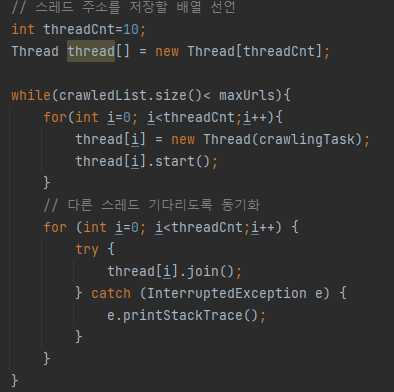 // 스레드 주소를 저장할 배열 선언
int threadCnt=10;
Thread thread[] = new Thread[threadCnt];
while(crawledList.size()< maxUrls){
for(int i=0; i<threadCnt;i++){
thread[i] = new Thread(crawlingTask);
thread[i].start();
}
// 다른 스레드 기다리도록 동기화
for (int i=0; i<threadCnt;i++) {
try {
thread[i].join();
} catch (InterruptedException e) {
e.printStackTrace();
}
}
}